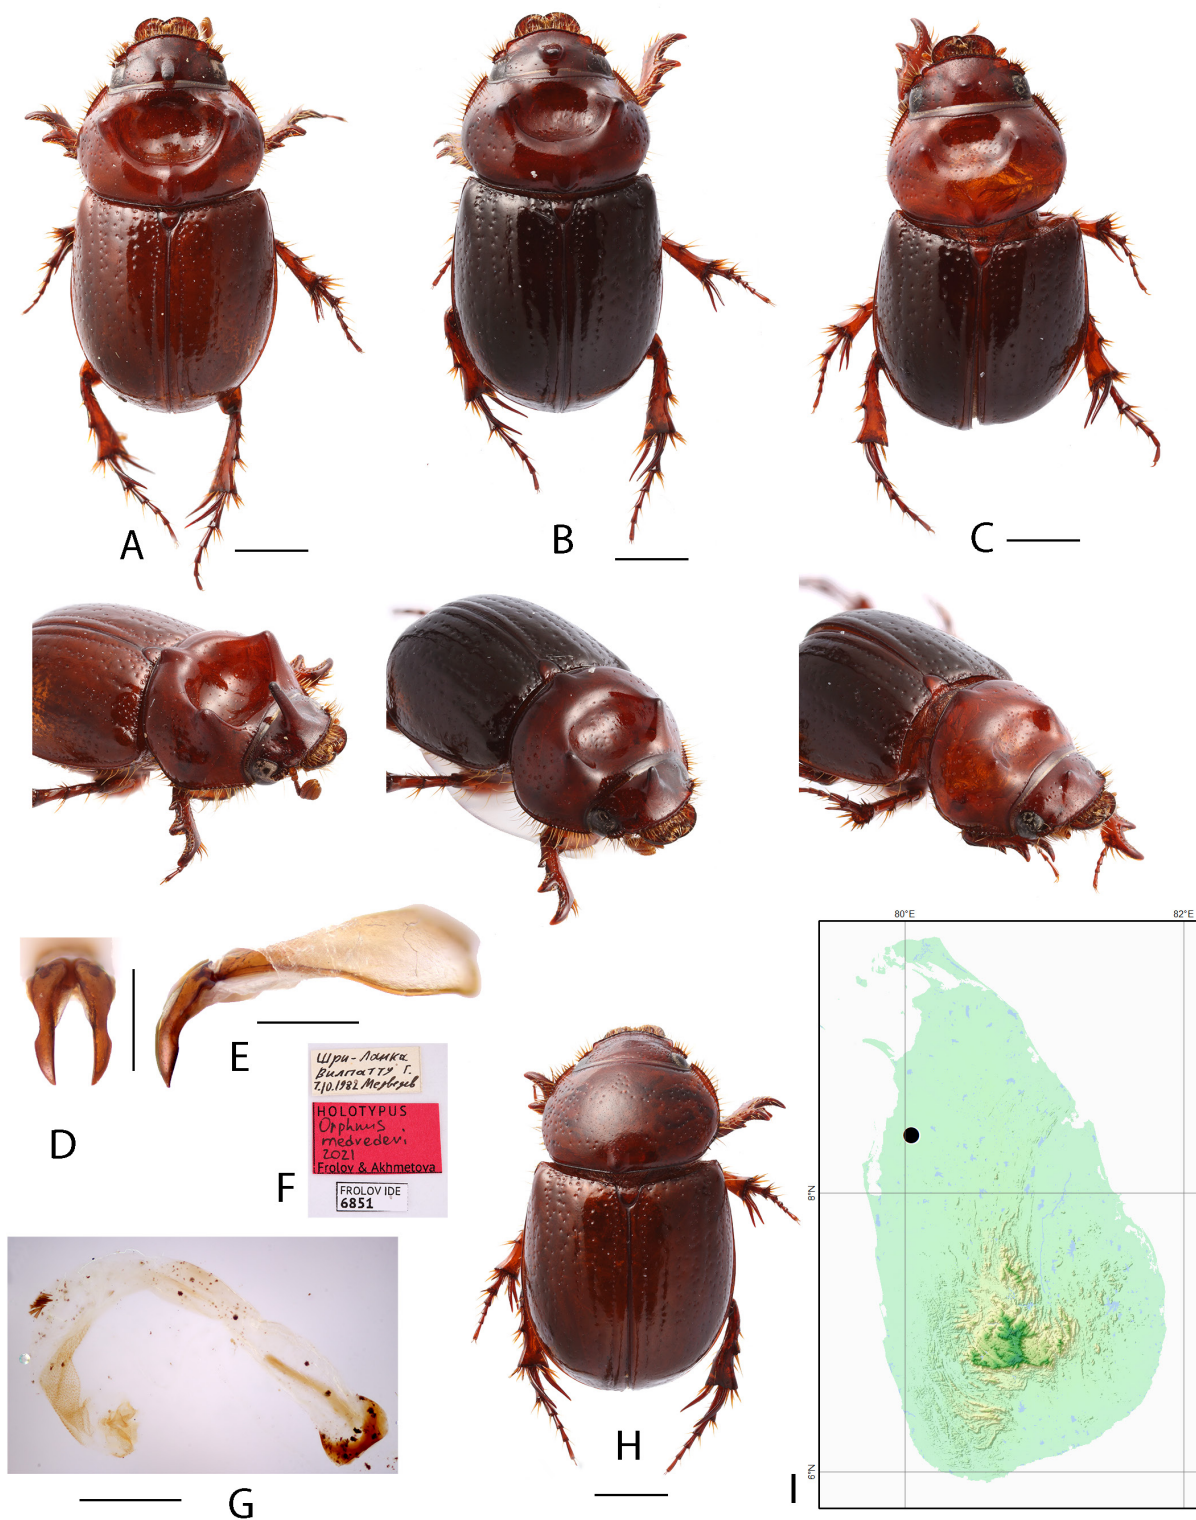 A
B
C
D
E
Шри-Ланка
Вилпатту Г.
7.10.1982 Медведев
HOLOTYPUS
Orphnus
medvedevi
2021
Frolov & Akhmetova
FROLOV IDE
6851
F
G
H
80°E
82°E
8°N
6°N
I